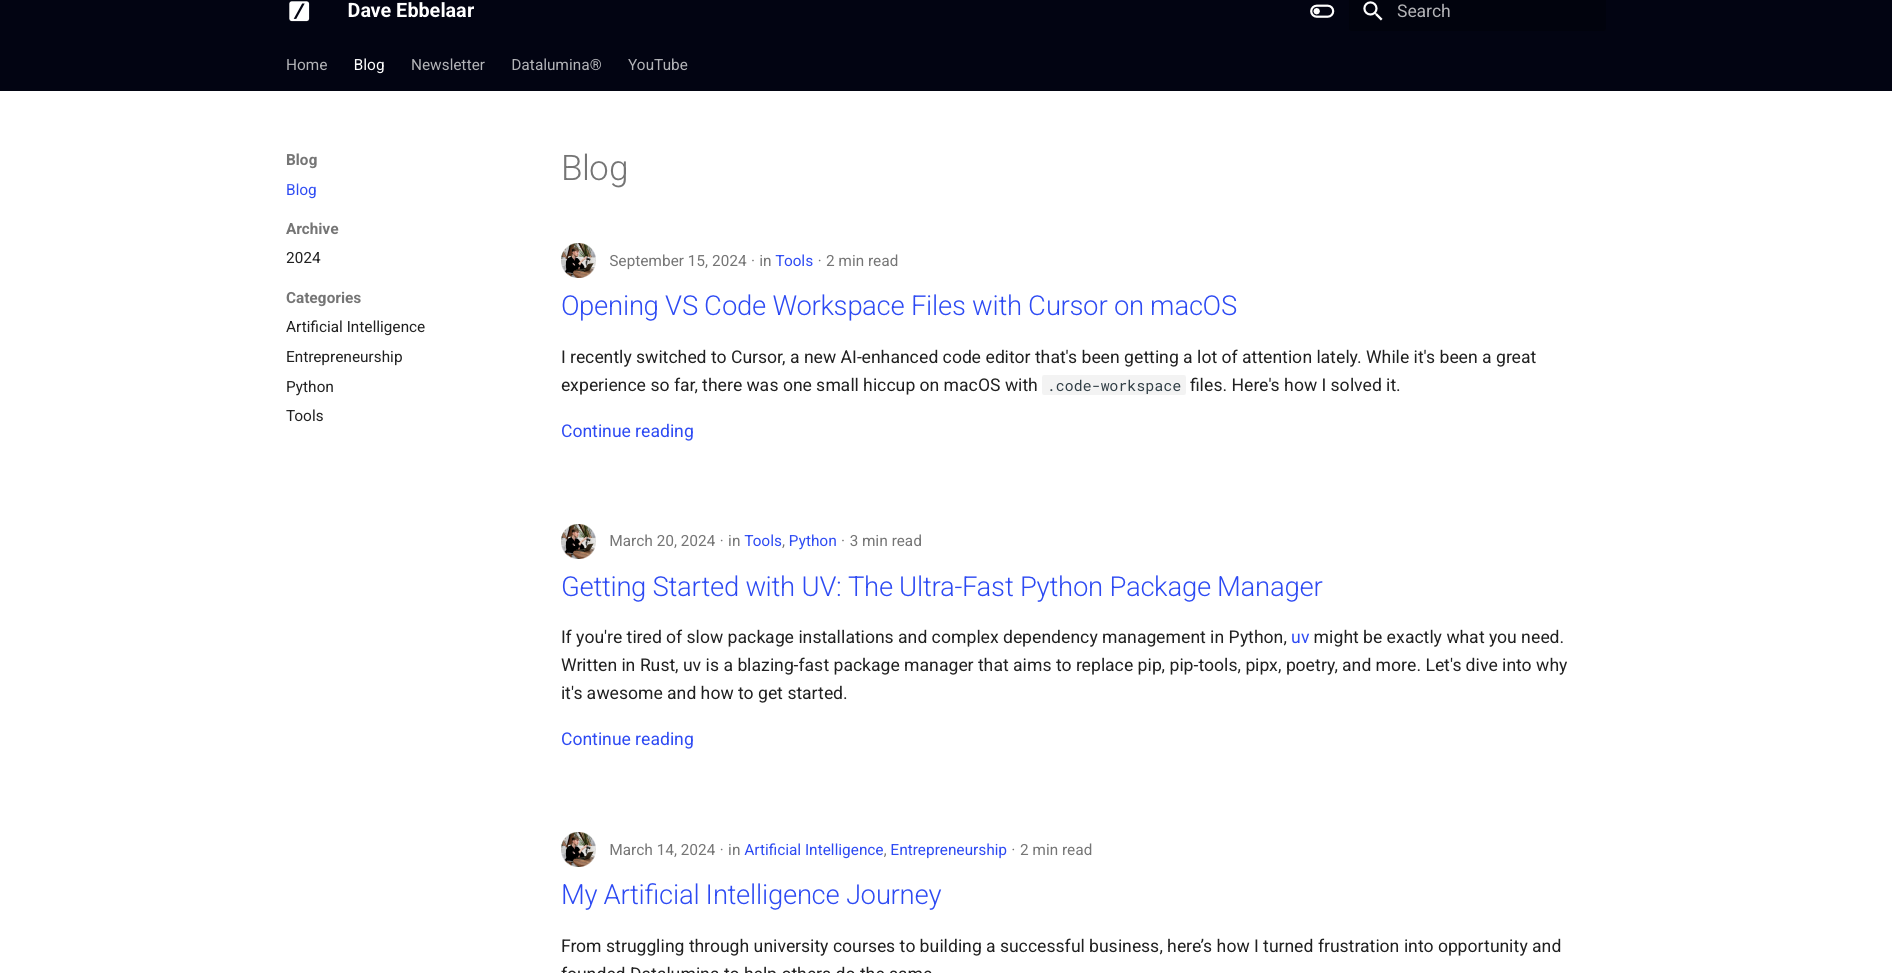 Dave Ebbelaar
Search
Home Blog Newsletter Datalumina® YouTube
Blog
Blog
Archive
2024
Categories
Artificial Intelligence
Entrepreneurship
Python
Tools
Blog
September 15, 2024 · in Tools · 2 min read
Opening VS Code Workspace Files with Cursor on macOS
I recently switched to Cursor, a new AI-enhanced code editor that's been getting a lot of attention lately. While it's been a great
experience so far, there was one small hiccup on macOS with .code-workspace files. Here's how I solved it.
Continue reading
March 20, 2024 · in Tools, Python · 3 min read
Getting Started with UV: The Ultra-Fast Python Package Manager
If you're tired of slow package installations and complex dependency management in Python, uv might be exactly what you need.
Written in Rust, uv is a blazing-fast package manager that aims to replace pip, pip-tools, pipx, poetry, and more. Let's dive into why
it's awesome and how to get started.
Continue reading
March 14, 2024 · in Artificial Intelligence, Entrepreneurship · 2 min read
My Artificial Intelligence Journey
From struggling through university courses to building a successful business, here’s how I turned frustration into opportunity and
founded Datalumina to help others do the same.